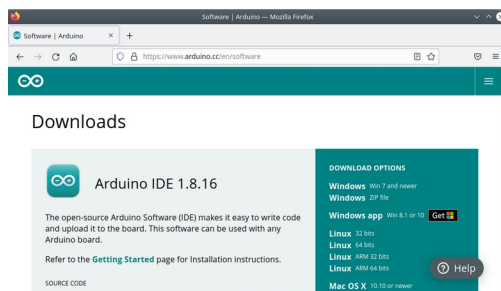 Software | Arduino — Mozilla Firefox
Software | Arduino
https://www.arduino.cc/en/software
Downloads
Arduino IDE 1.8.16
The open-source Arduino Software (IDE) makes it easy to write code
and upload it to the board. This software can be used with any
Arduino board.
Refer to the Getting Started page for Installation instructions.
SOURCE CODE
DOWNLOAD OPTIONS
Windows Win 7 and newer
Windows ZIP file
Windows app Win 8.1 or 10 Get
Linux 32 bits
Linux 64 bits
Linux ARM 32 bits
Linux ARM 64 bits
Mac OS X 10.10 or newer
Help